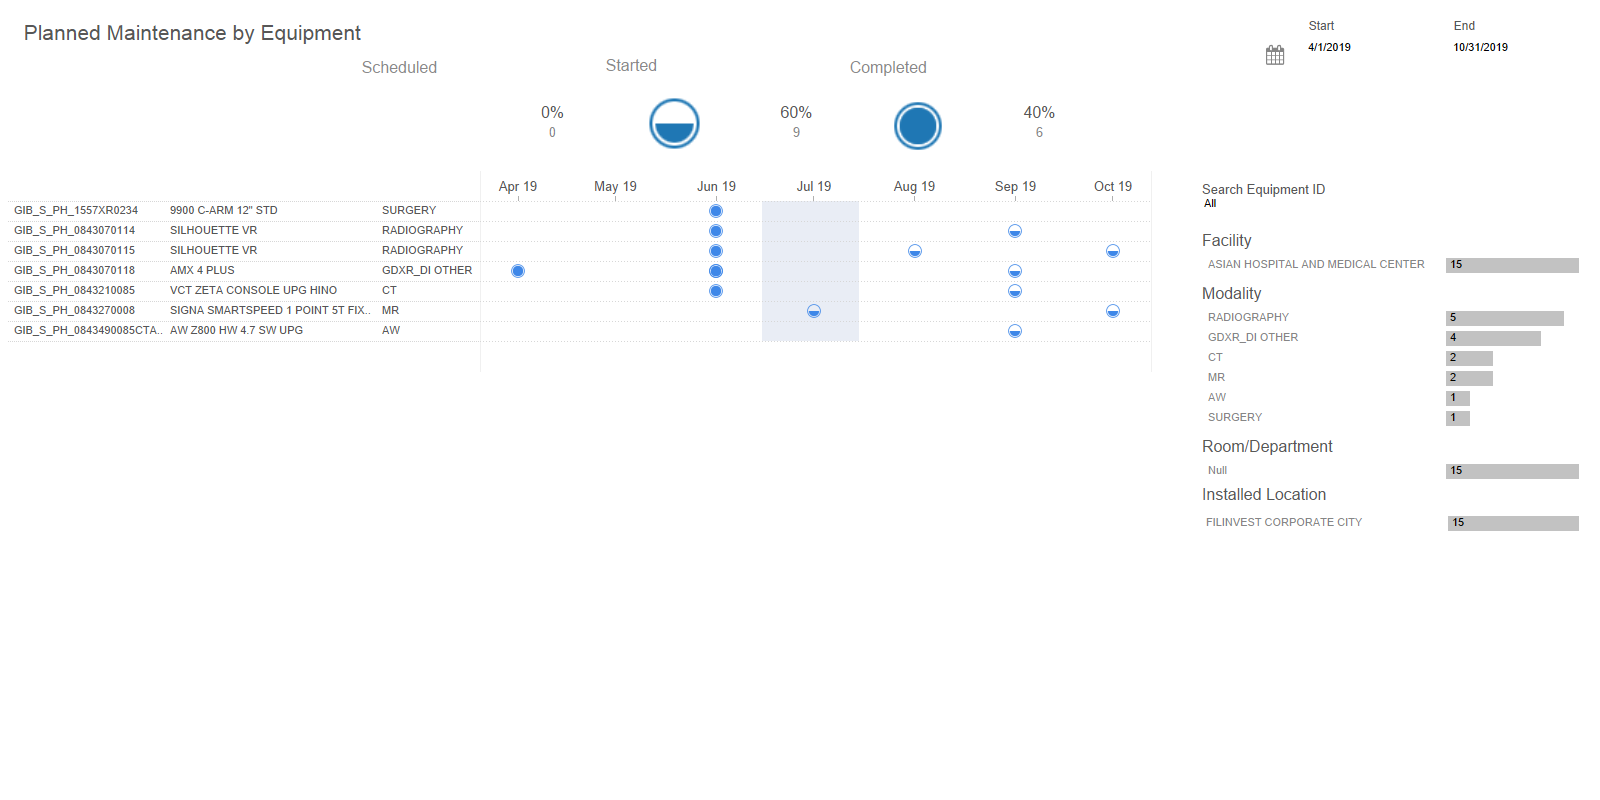 Planned Maintenance by Equipment
Start
End
4/1/2019
10/31/2019
Scheduled
Started
Completed
0%
0
60%
9
40%
6
Apr 19
May 19
Jun 19
Jul 19
Aug 19
Sep 19
Oct 19
GIB_S_PH_1557XR0234 9900 C-ARM 12" STD SURGERY
GIB_S_PH_0843070114 SILHOUETTE VR RADIOGRAPHY
GIB_S_PH_0843070115 SILHOUETTE VR RADIOGRAPHY
GIB_S_PH_0843070118 AMX 4 PLUS GDXR_DI OTHER
GIB_S_PH_0843210085 VCT ZETA CONSOLE UPG HINO CT
GIB_S_PH_0843270008 SIGNA SMARTSPEED 1 POINT 5T FIX.. MR
GIB_S_PH_0843490085CTA.. AW Z800 HW 4.7 SW UPG AW
Search Equipment ID
All
Facility
ASIAN HOSPITAL AND MEDICAL CENTER 15
Modality
RADIOGRAPHY 5
GDXR_DI OTHER 4
CT 2
MR 2
AW 1
SURGERY 1
Room/Department
Null 15
Installed Location
FILINVEST CORPORATE CITY 15